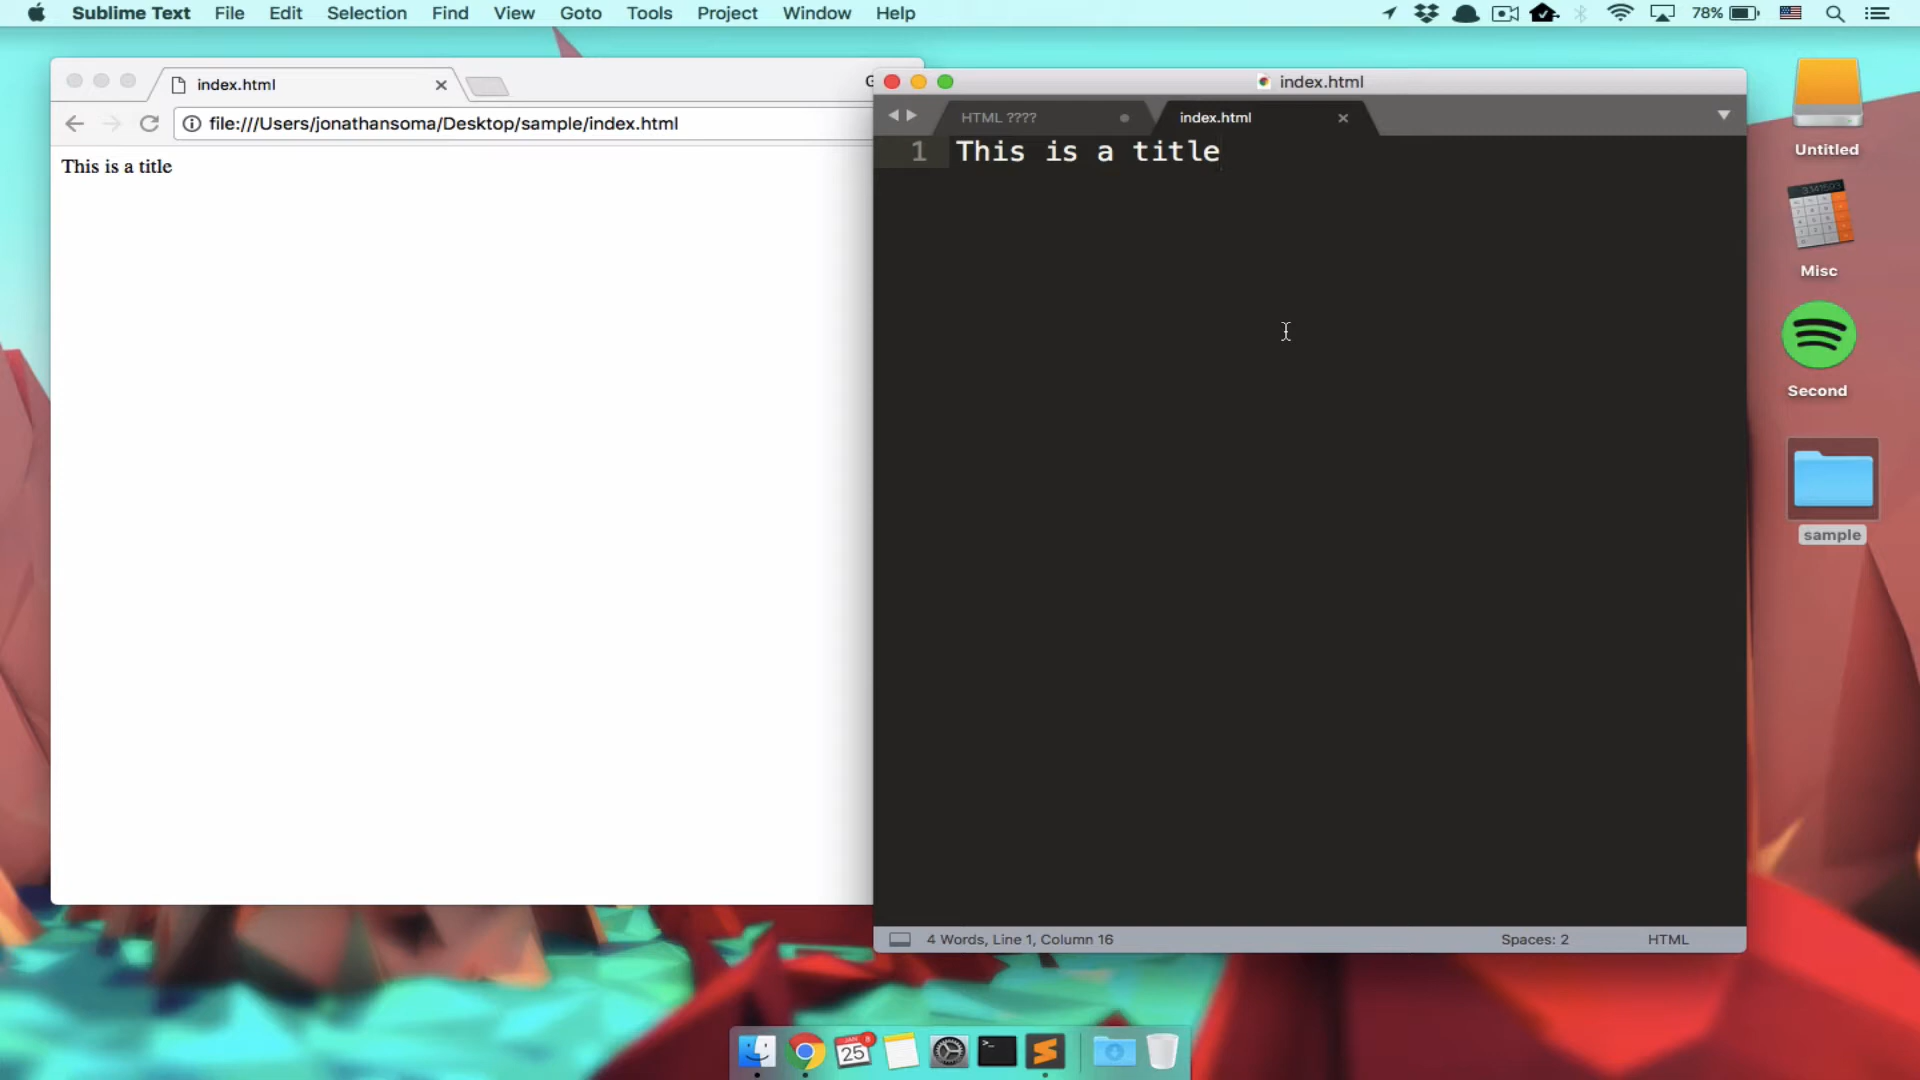 Sublime Text File Edit Selection Find View Goto Tools Project Window Help 78%
index.html
file:///Users/jonathansoma/Desktop/sample/index.html
This is a title
index.html
HTML ????
index.html
1 This is a title
4 Words, Line 1, Column 16
Spaces: 2
HTML
Untitled
Misc
Second
sample
JAN
25
8